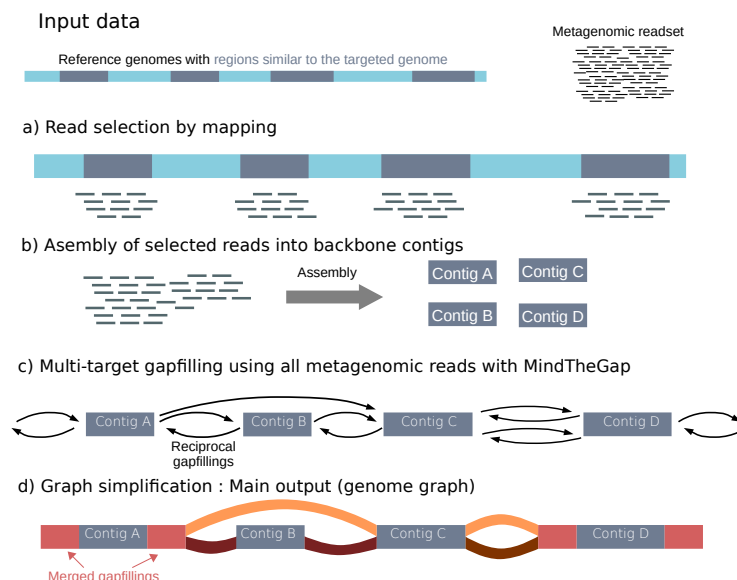 Input data
Metagenomic readset
Reference genomes with regions similar to the targeted genome
a) Read selection by mapping
b) Asembly of selected reads into backbone contigs
Assembly
Contig A
Contig C
Contig B
Contig D
c) Multi-target gapfilling using all metagenomic reads with MindTheGap
Contig A
Contig B
Contig C
Contig D
Reciprocal
gapfillings
d) Graph simplification : Main output (genome graph)
Contig A
Contig B
Contig C
Contig D
Merged gapfillings